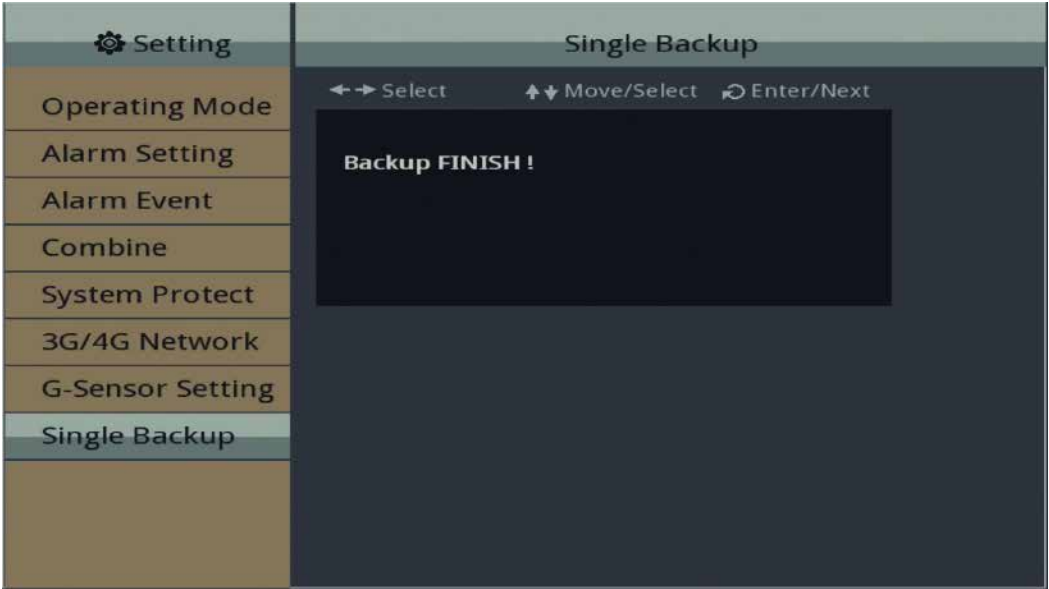 Setting
Single Backup
Select Move/Select Enter/Next
Operating Mode
Alarm Setting
Alarm Event
Combine
System Protect
3G/4G Network
G-Sensor Setting
Single Backup
Backup FINISH !